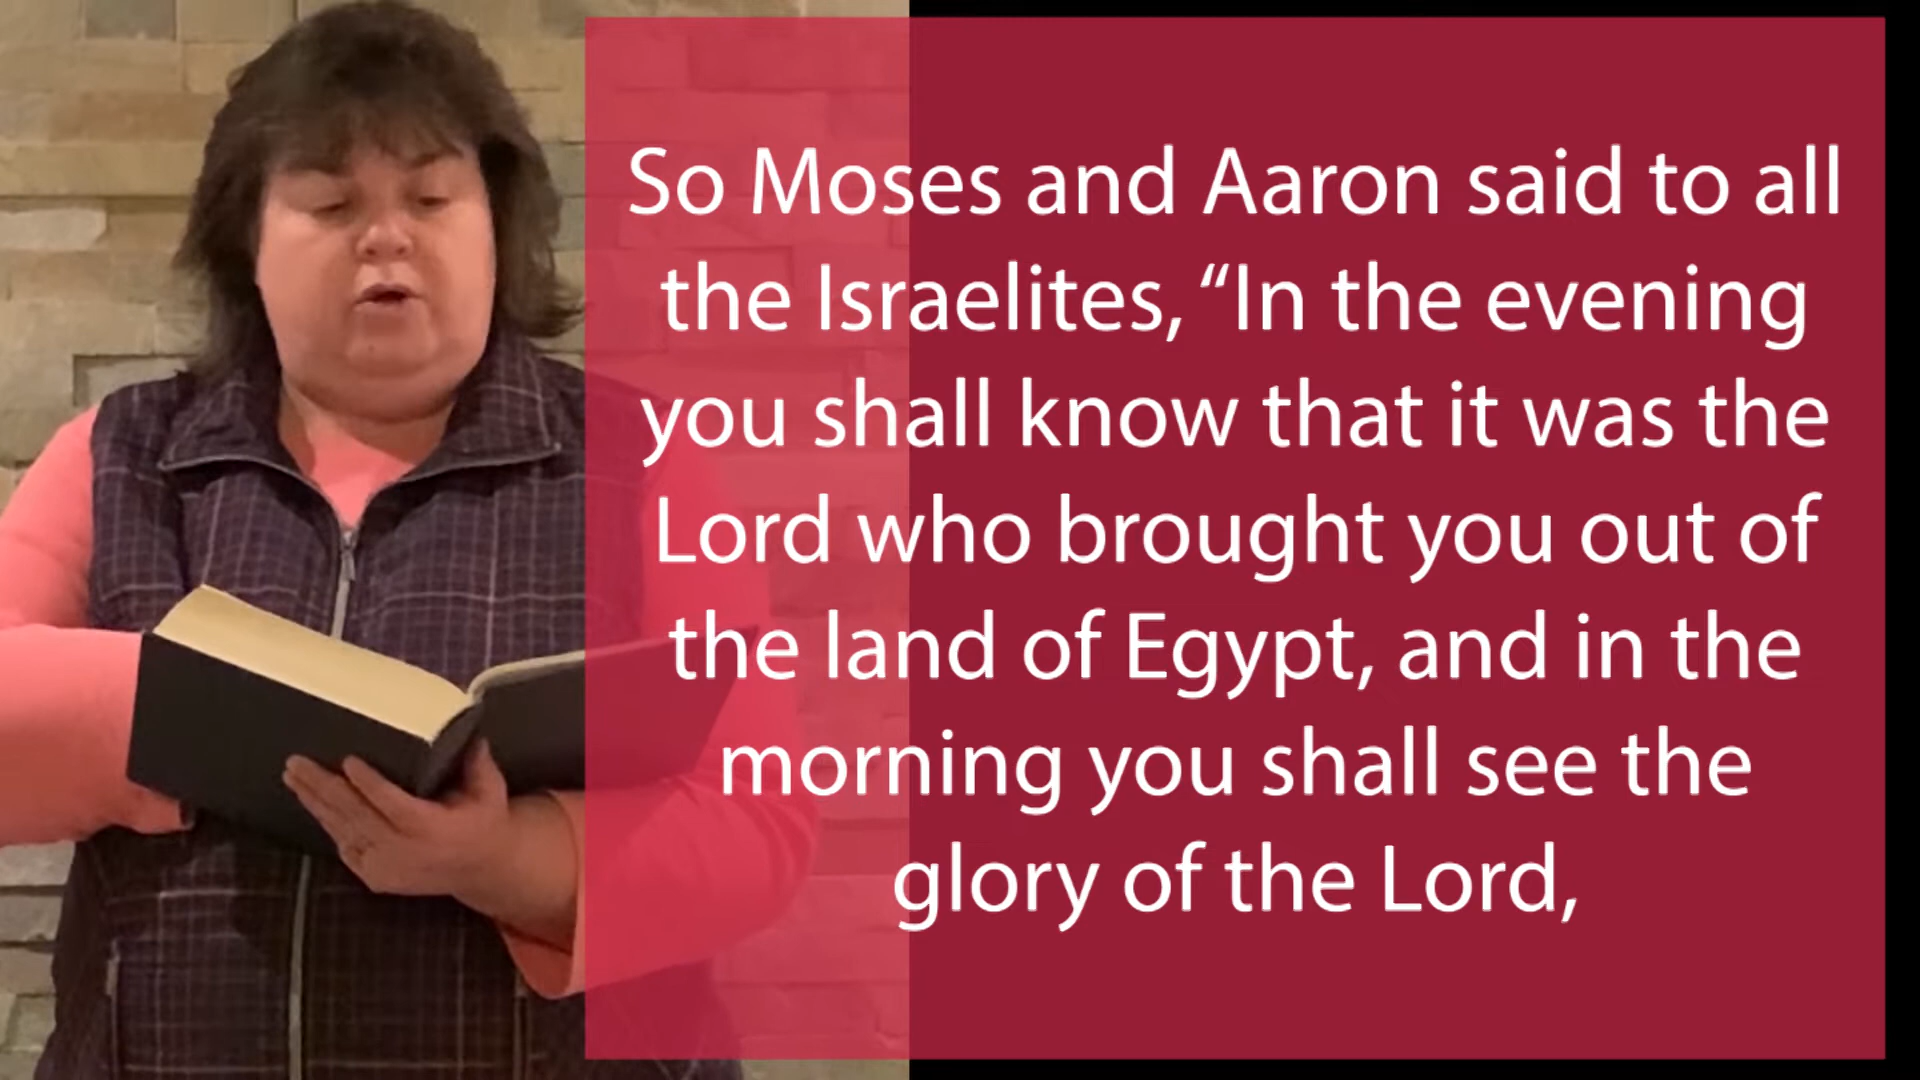 So Moses and Aaron said to all
the Israelites, “In the evening
you shall know that it was the
Lord who brought you out of
the land of Egypt, and in the
morning you shall see the
glory of the Lord,